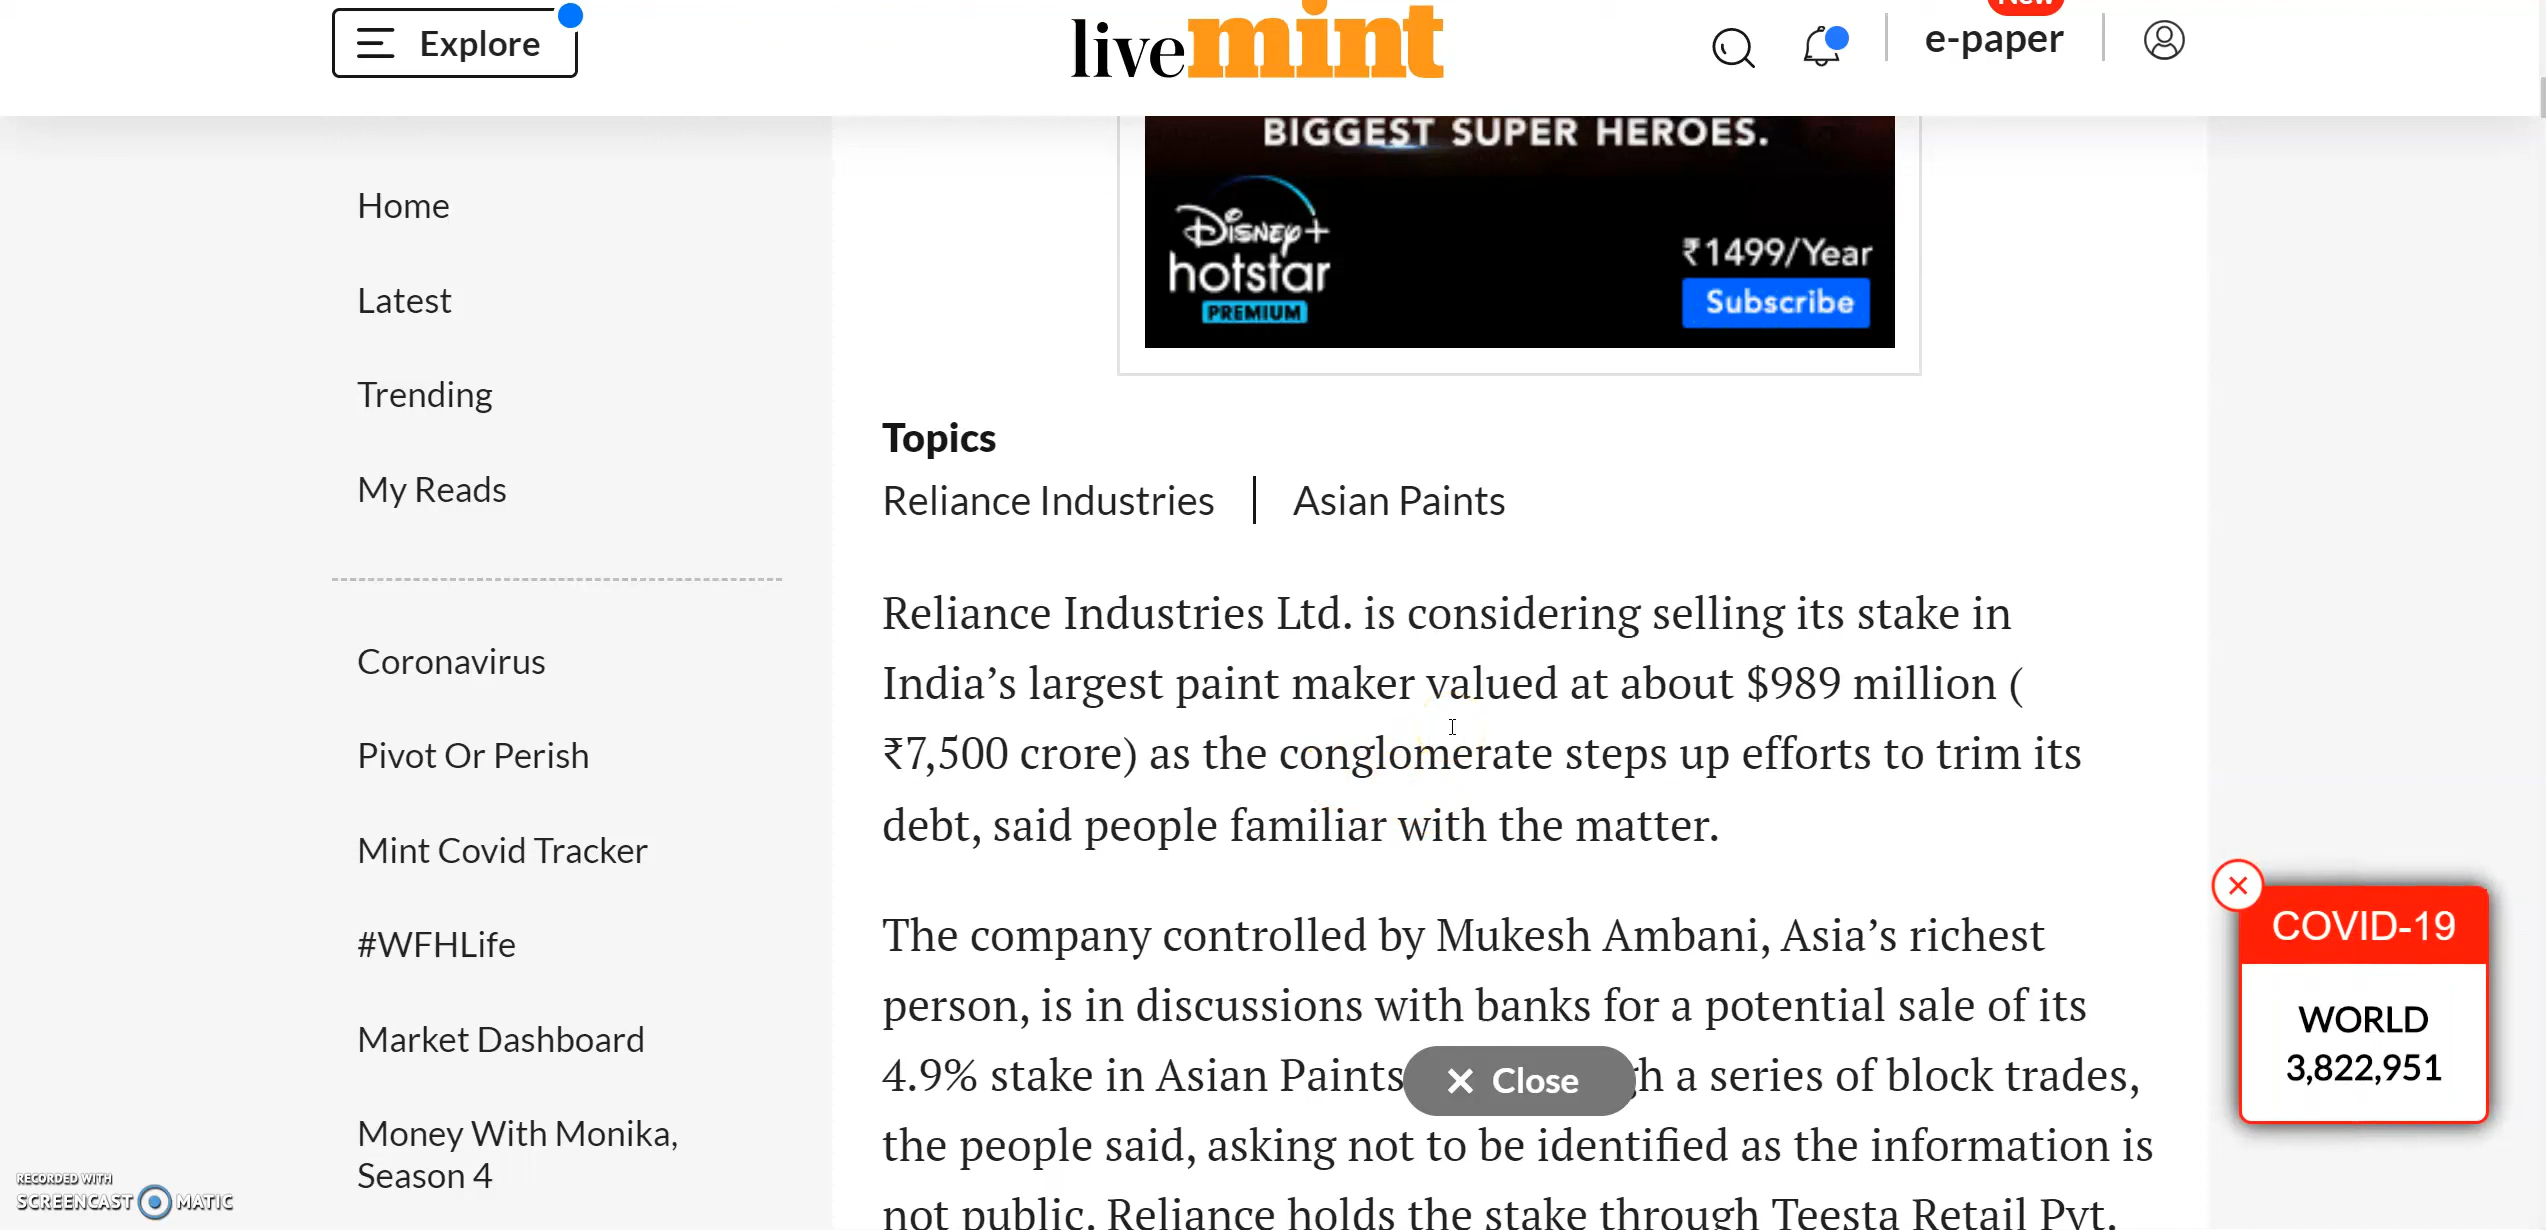 Explore
livemint
New
e-paper
BIGGEST SUPER HEROES.
Disney+
hotstar
PREMIUM
₹1499/Year
Subscribe
Home
Latest
Trending
My Reads
Coronavirus
Pivot Or Perish
Mint Covid Tracker
#WFHLife
Market Dashboard
Money With Monika,
Season 4
Topics
Reliance Industries | Asian Paints
Reliance Industries Ltd. is considering selling its stake in
India’s largest paint maker valued at about $989 million (
₹7,500 crore) as the conglomerate steps up efforts to trim its
debt, said people familiar with the matter.
The company controlled by Mukesh Ambani, Asia’s richest
person, is in discussions with banks for a potential sale of its
4.9% stake in Asian Paints h a series of block trades,
the people said, asking not to be identified as the information is
not public. Reliance holds the stake through Teesta Retail Pvt.
× Close
COVID-19
WORLD
3,822,951
RECORDED WITH
SCREENCAST MATIC